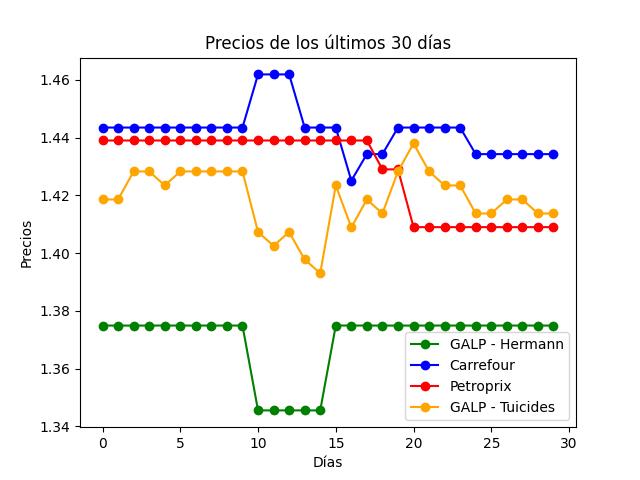 Precios de los últimos 30 días
Precios
1.46
1.44
1.42
1.40
1.38
1.36
1.34
GALP - Hermann
Carrefour
Petroprix
GALP - Tuicides
0 5 10 15 20 25 30
Días